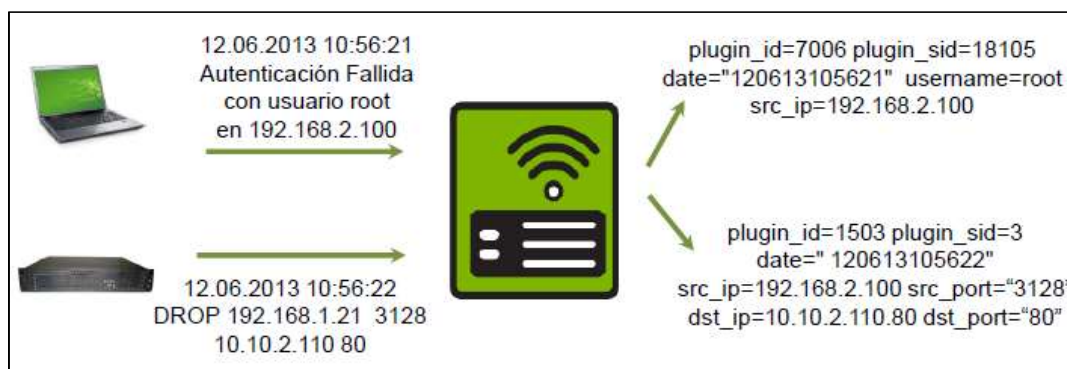 12.06.2013 10:56:21
Autenticación Fallida
con usuario root
en 192.168.2.100
12.06.2013 10:56:22
DROP 192.168.1.21 3128
10.10.2.110 80
plugin_id=7006 plugin_sid=18105
date="120613105621" username=root
src_ip=192.168.2.100
plugin_id=1503 plugin_sid=3
date=" 120613105622"
src_ip=192.168.2.100 src_port=“3128”
dst_ip=10.10.2.110.80 dst_port=“80”